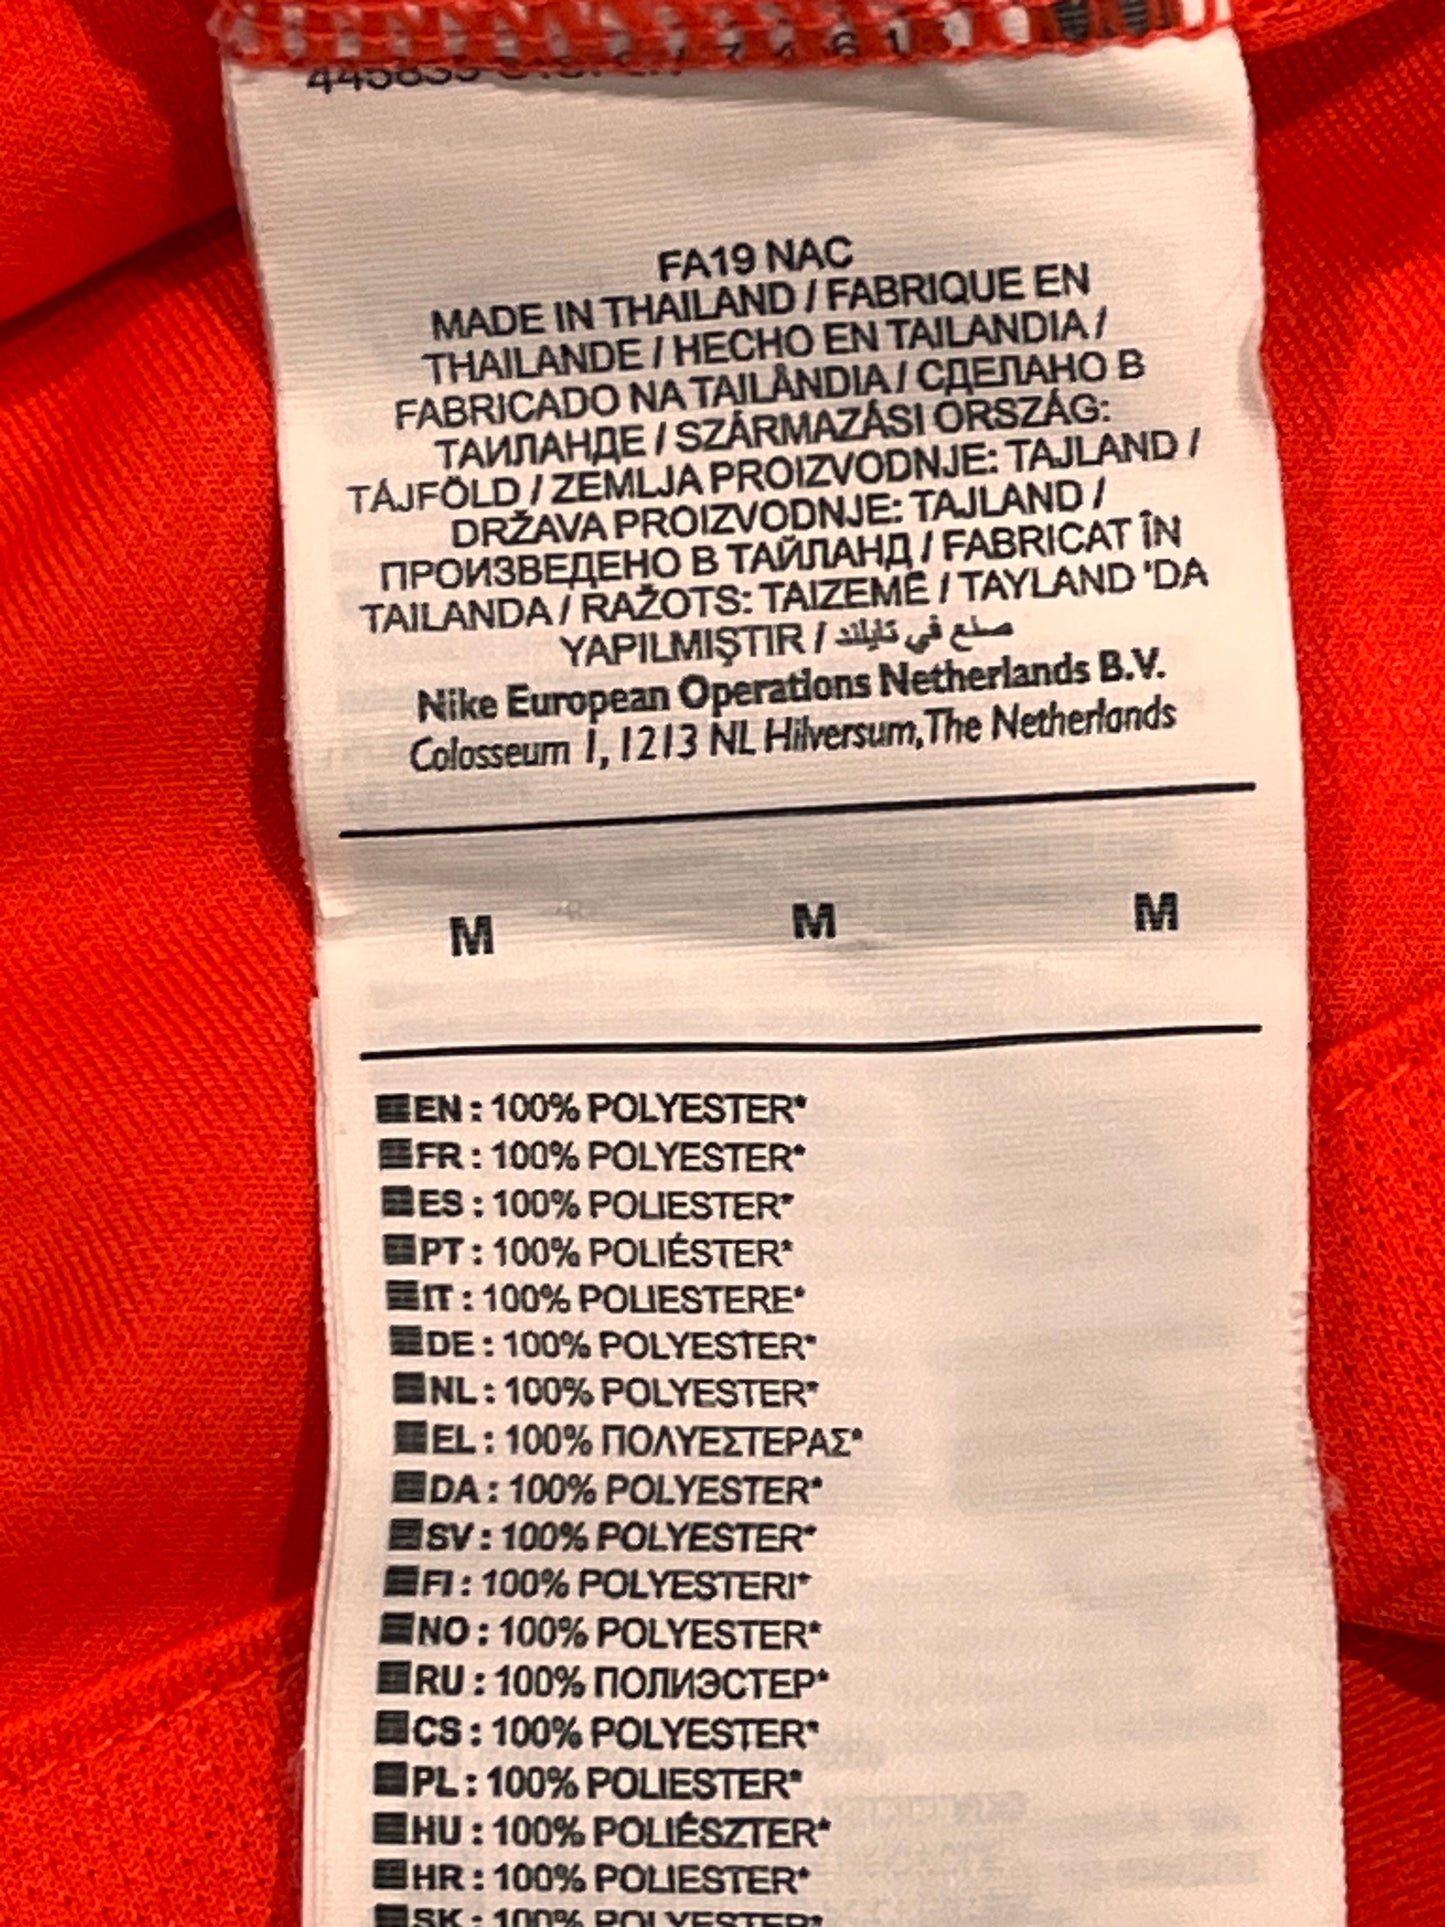 FA19 NAC
MADE IN THAILAND / FABRIQUE EN
THAILANDE / HECHO EN TAILANDIA /
FABRICADO NA TAILÂNDIA / СДЕЛАНО В
ТАИЛАНДЕ / SZÁRMAZÁSI ORSZÁG:
TÁJFÖLD / ZEMLJA PROIZVODNJE: TAJLAND /
DRŽAVA PROIZVODNJE: TAJLAND /
ПРОИЗВЕДЕНО В ТАЙЛАНД / FABRICAT ÎN
TAILANDA / RAŽOTS: TAIZEMĒ / TAYLAND 'DA
YAPILMIŞTIR / صنع في تايلند
Nike European Operations Netherlands B.V.
Colosseum 1, 1213 NL Hilversum, The Netherlands
M M M
EN : 100% POLYESTER*
FR : 100% POLYESTER*
ES : 100% POLIESTER*
PT : 100% POLIÉSTER*
IT : 100% POLIESTERE*
DE : 100% POLYESTER*
NL : 100% POLYESTER*
EL : 100% ΠΟΛΥΕΣΤΕΡΑΣ*
DA : 100% POLYESTER*
SV : 100% POLYESTER*
FI : 100% POLYESTERI*
NO : 100% POLYESTER*
RU : 100% ПОЛИЭСТЕР*
CS : 100% POLYESTER*
PL : 100% POLIESTER*
HU : 100% POLIÉSZTER*
HR : 100% POLIESTER*
SK : 100% POLYESTER*